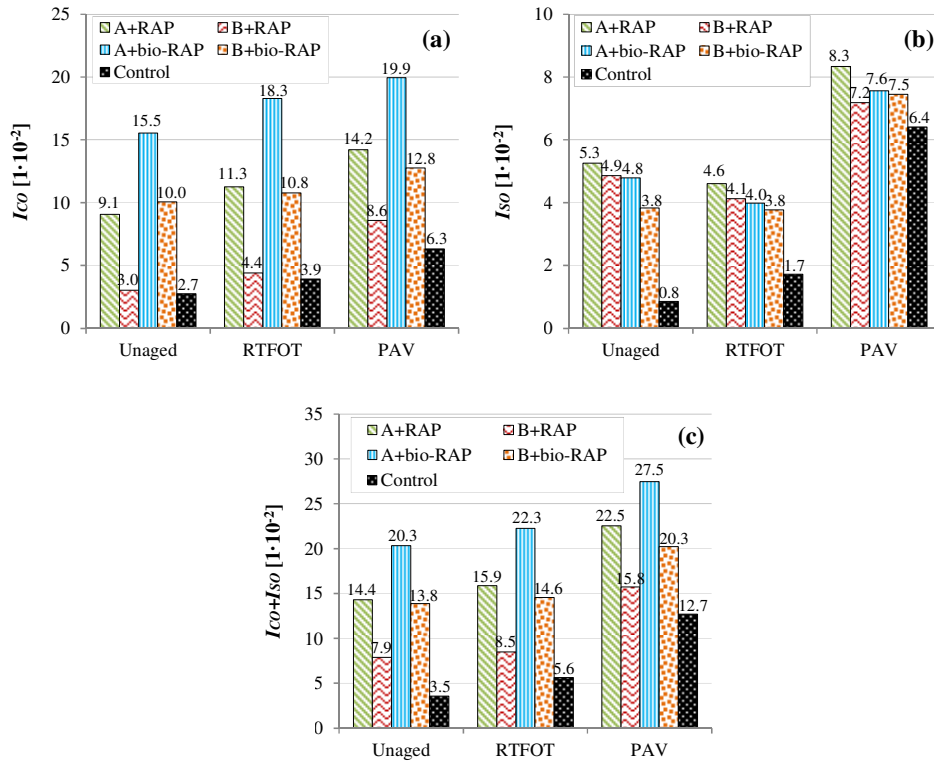 25
20
15
10
5
0
Ico [1·10⁻²]
A+RAP
B+RAP
A+bio-RAP
B+bio-RAP
Control
(a)
9.1
3.0
15.5
10.0
2.7
11.3
4.4
18.3
10.8
3.9
14.2
8.6
19.9
12.8
6.3
Unaged
RTFOT
PAV
10
8
6
4
2
0
Iso [1·10⁻²]
A+RAP
B+RAP
A+bio-RAP
B+bio-RAP
Control
(b)
5.3
4.9
4.8
3.8
0.8
4.6
4.1
4.0
3.8
1.7
8.3
7.2
7.6
7.5
6.4
Unaged
RTFOT
PAV
35
30
25
20
15
10
5
0
Ico+Iso [1·10⁻²]
A+RAP
B+RAP
A+bio-RAP
B+bio-RAP
Control
(c)
14.4
7.9
20.3
13.8
3.5
15.9
8.5
22.3
14.6
5.6
22.5
15.8
27.5
20.3
12.7
Unaged
RTFOT
PAV